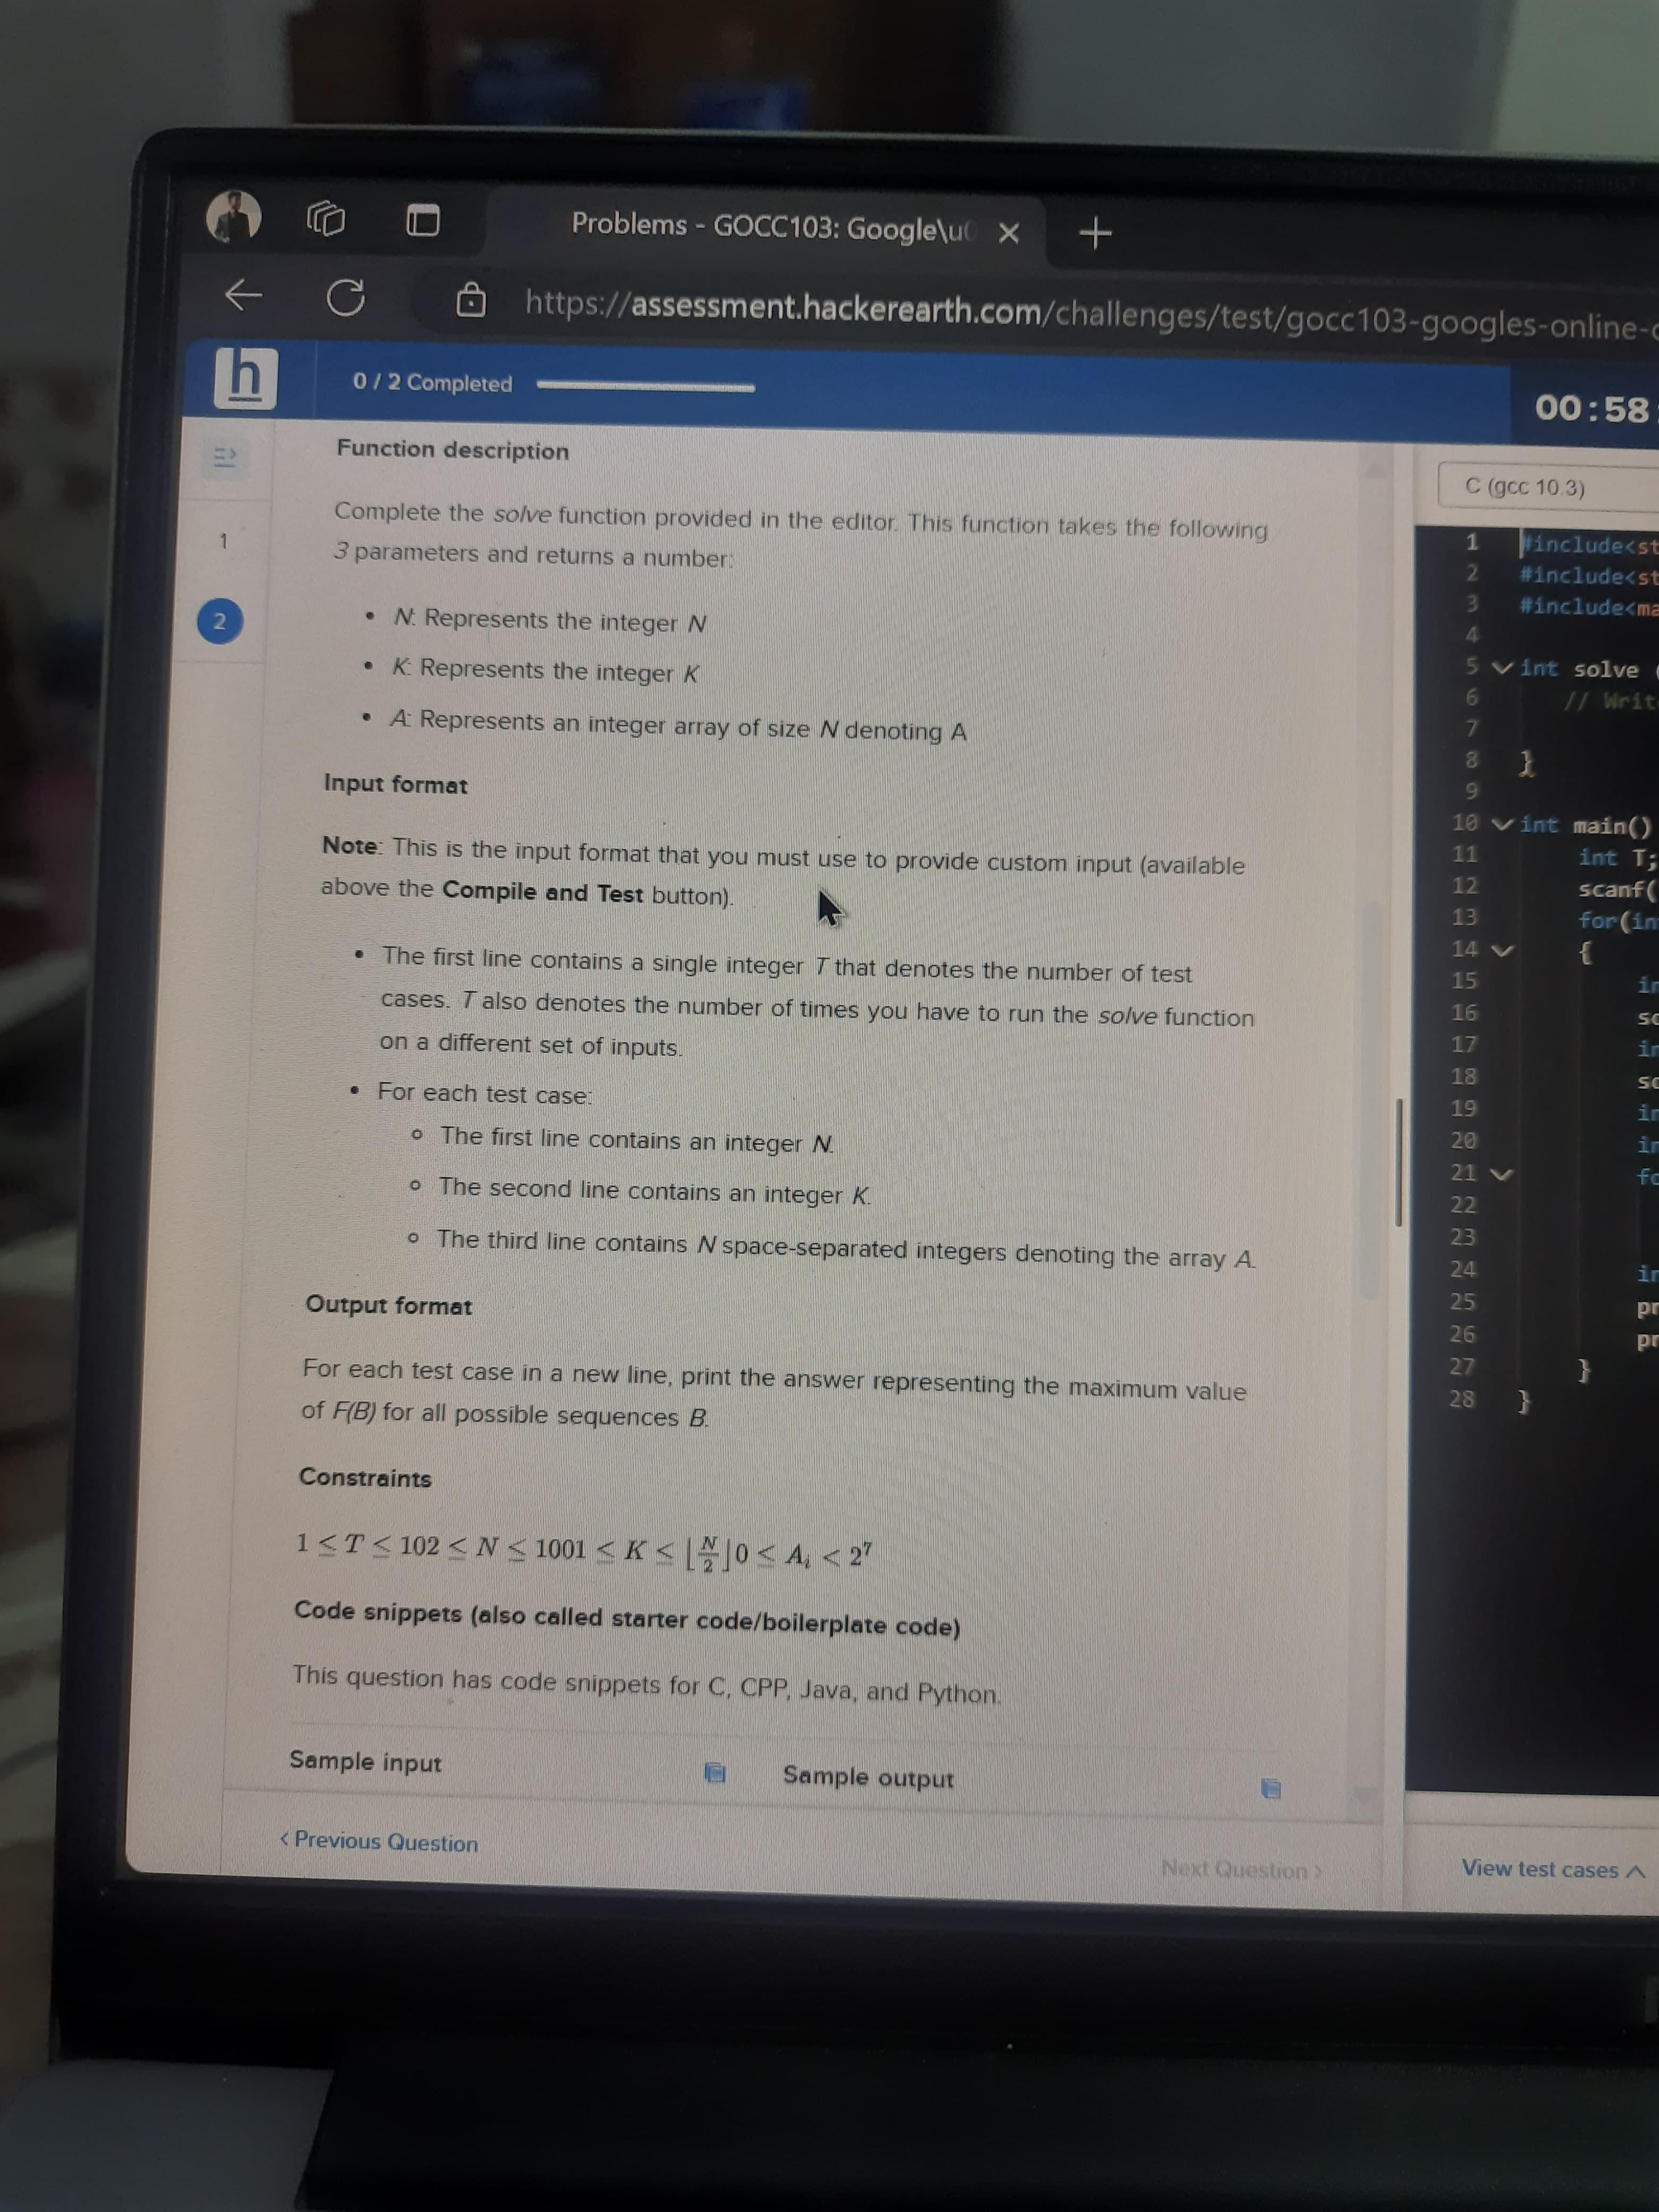 Problems - GOCC103: Google\u0
https://assessment.hackerearth.com/challenges/test/gocc103-googles-online-
h
0 / 2 Completed
00:58
Function description
Complete the solve function provided in the editor. This function takes the following
3 parameters and returns a number:
• N: Represents the integer N
• K: Represents the integer K
• A: Represents an integer array of size N denoting A
Input format
Note: This is the input format that you must use to provide custom input (available
above the Compile and Test button).
• The first line contains a single integer T that denotes the number of test
cases. T also denotes the number of times you have to run the solve function
on a different set of inputs.
• For each test case:
◦ The first line contains an integer N.
◦ The second line contains an integer K.
◦ The third line contains N space-separated integers denoting the array A.
Output format
For each test case in a new line, print the answer representing the maximum value
of F(B) for all possible sequences B.
Constraints
1 ≤ T ≤ 102 ≤ N ≤ 1001 ≤ K ≤ ⌊N/2⌋0 ≤ A_i < 2^7
Code snippets (also called starter code/boilerplate code)
This question has code snippets for C, CPP, Java, and Python.
Sample input
Sample output
< Previous Question
Next Question >
1
2
C (gcc 10.3)
1 #include<st
2 #include<st
3 #include<ma
4
5 int solve (
6 // Writ
7
8 }
9
10 int main()
11 int T;
12 scanf(
13 for(in
14 {
15 in
16 sc
17 in
18 sc
19 in
20 in
21 fo
22
23
24 in
25 pr
26 pr
27 }
28 }
View test cases